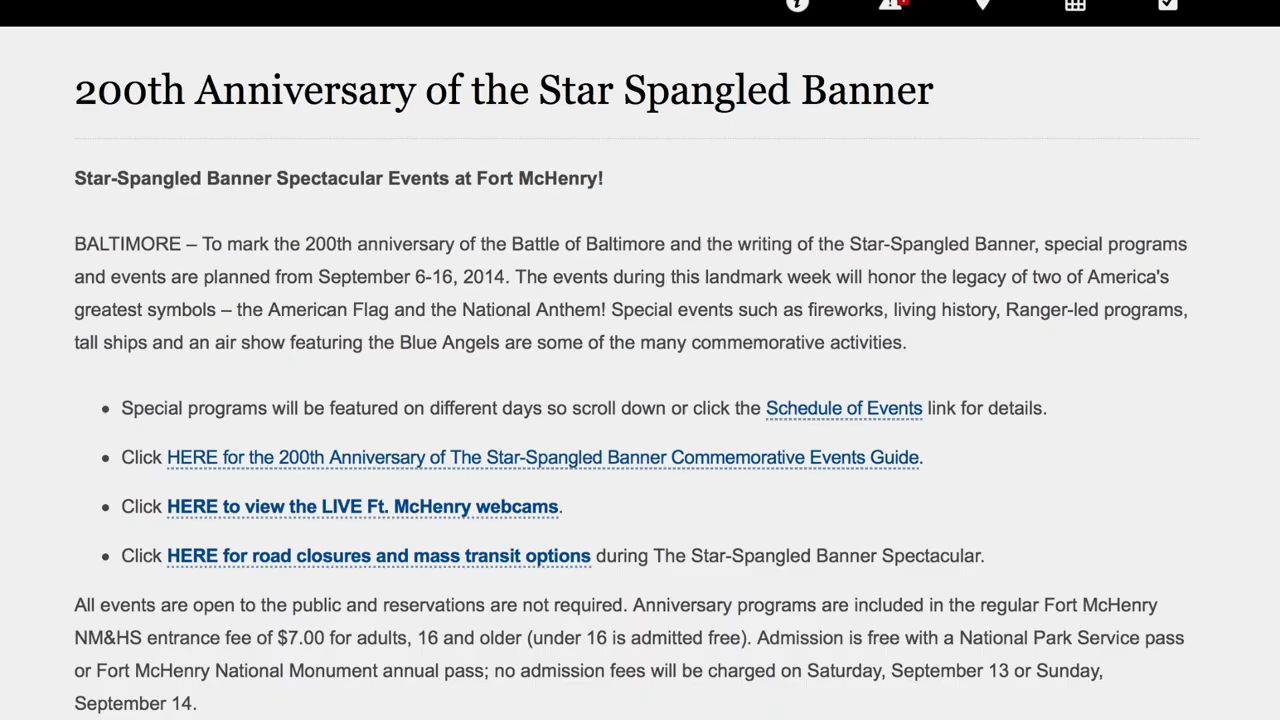 200th Anniversary of the Star Spangled Banner
Star-Spangled Banner Spectacular Events at Fort McHenry!
BALTIMORE – To mark the 200th anniversary of the Battle of Baltimore and the writing of the Star-Spangled Banner, special programs
and events are planned from September 6-16, 2014. The events during this landmark week will honor the legacy of two of America's
greatest symbols – the American Flag and the National Anthem! Special events such as fireworks, living history, Ranger-led programs,
tall ships and an air show featuring the Blue Angels are some of the many commemorative activities.
• Special programs will be featured on different days so scroll down or click the Schedule of Events link for details.
• Click HERE for the 200th Anniversary of The Star-Spangled Banner Commemorative Events Guide.
• Click HERE to view the LIVE Ft. McHenry webcams.
• Click HERE for road closures and mass transit options during The Star-Spangled Banner Spectacular.
All events are open to the public and reservations are not required. Anniversary programs are included in the regular Fort McHenry
NM&HS entrance fee of $7.00 for adults, 16 and older (under 16 is admitted free). Admission is free with a National Park Service pass
or Fort McHenry National Monument annual pass; no admission fees will be charged on Saturday, September 13 or Sunday,
September 14.